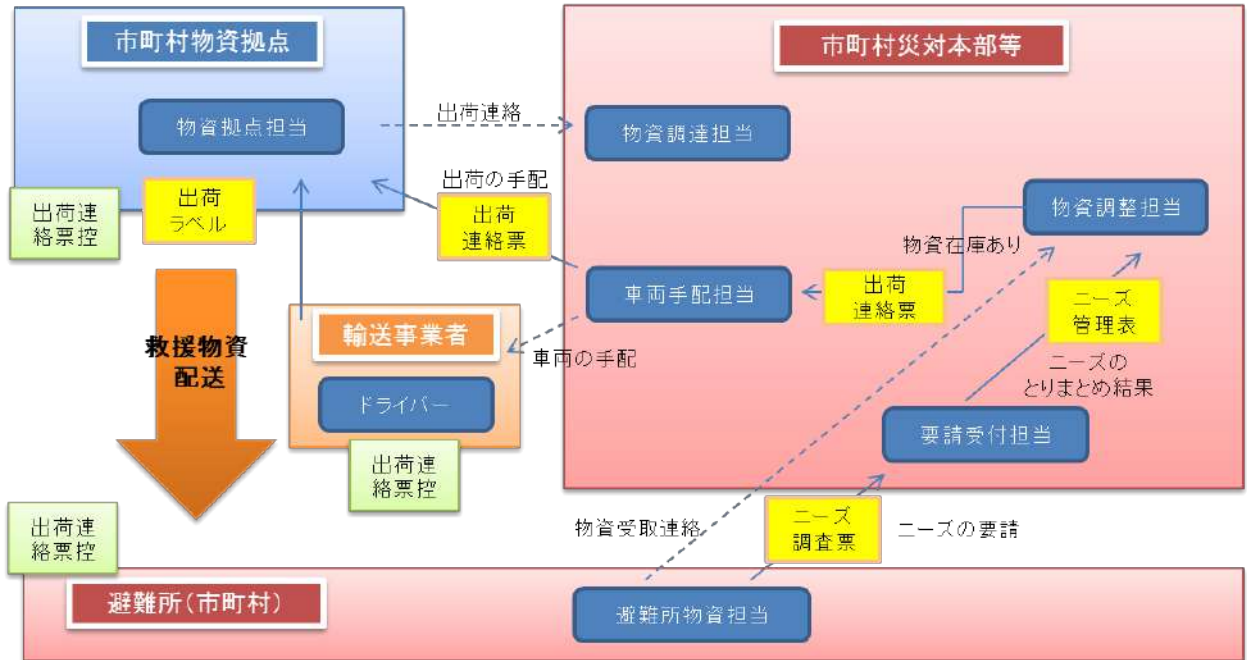 市町村物資拠点
物資拠点担当
出荷連
絡票控
出荷
ラベル
出荷連絡
出荷の手配
出荷
連絡票
市町村災対本部等
物資調達担当
物資調整担当
物資在庫あり
車両手配担当
出荷
連絡票
ニーズ
管理表
ニーズの
とりまとめ結果
要請受付担当
救援物資
配送
輸送事業者
車両の手配
ドライバー
出荷連
絡票控
出荷連
絡票控
物資受取連絡
ニーズ
調査票
ニーズの要請
避難所(市町村)
避難所物資担当